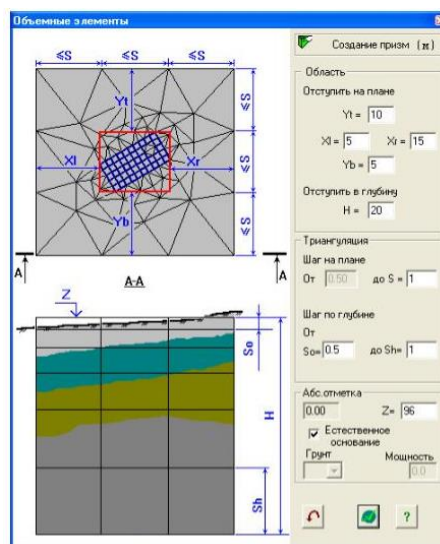 Объемные элементы
≤S ≤S ≤S
Создание призм (π)
Область
Отступить на плане
Yt
Yt = 10
≤S
Xl
Xr
Xl = 5 Xr = 15
≤S
Yb = 5
Отступить в глубину
Yb
H = 20
≤S
Триангуляция
Шаг на плане
A A
От 0.50 до S = 1
A-A
Z
Шаг по глубине
От
So
So= 0.5 до Sh= 1
H
Абс.отметка
0.00 Z= 96
Естественное
основание
Грунт Мощность
0.0
Sh
?